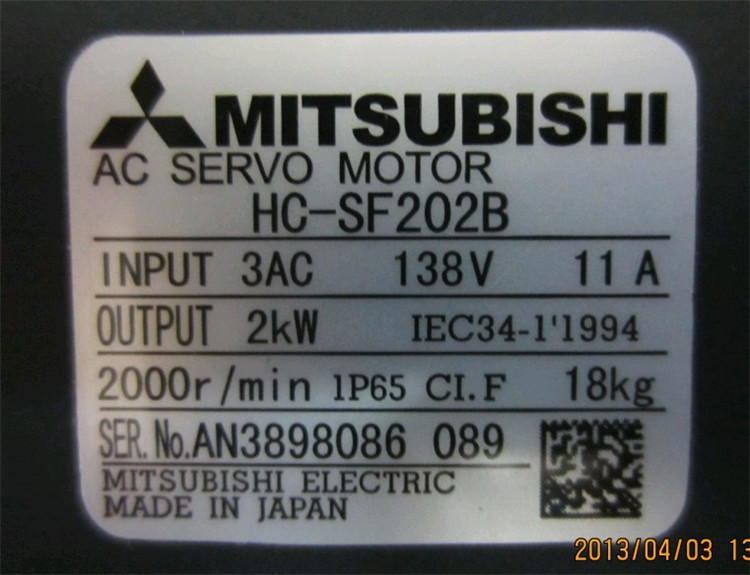 MITSUBISHI
AC SERVO MOTOR
HC-SF202B
INPUT 3AC 138V 11 A
OUTPUT 2kW IEC34-1'1994
2000r/min 1P65 CI.F 18kg
SER. No.AN3898086 089
MITSUBISHI ELECTRIC
MADE IN JAPAN
2013/04/03 13